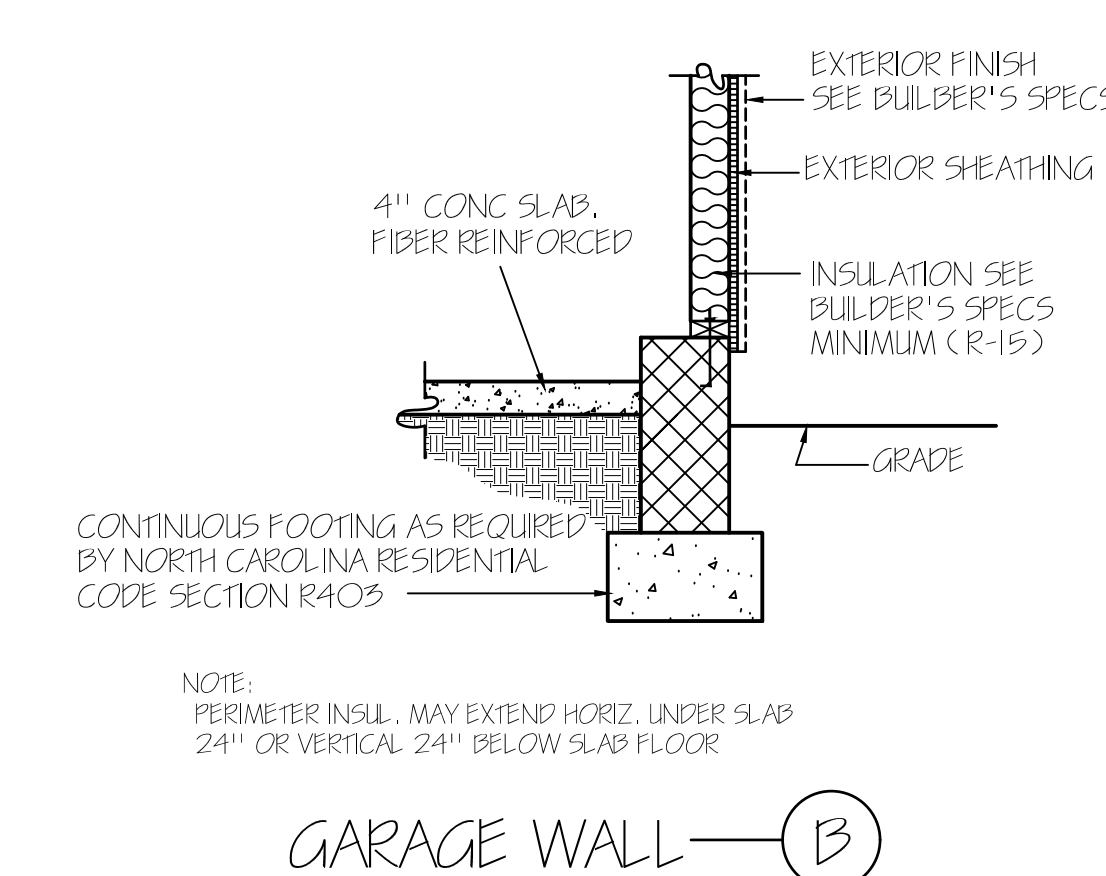 EXTERIOR FINISH
SEE BUILBER'S SPECS
EXTERIOR SHEATHING
4" CONC SLAB.
FIBER REINFORCED
INSULATION SEE
BUILDER'S SPECS
MINIMUM (R-15)
GRADE
CONTINUOUS FOOTING AS REQUIRED
BY NORTH CAROLINA RESIDENTIAL
CODE SECTION R403
NOTE:
PERIMETER INSUL. MAY EXTEND HORIZ. UNDER SLAB
24" OR VERTICAL 24" BELOW SLAB FLOOR
GARAGE WALL B